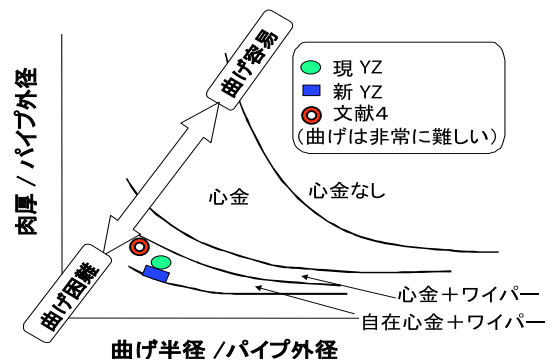 曲げ容易
現 YZ
新 YZ
文献4
(曲げは非常に難しい)
肉厚 / パイプ外径
心金
心金なし
曲げ困難
心金+ワイパー
自在心金+ワイパー
曲げ半径 /パイプ外径